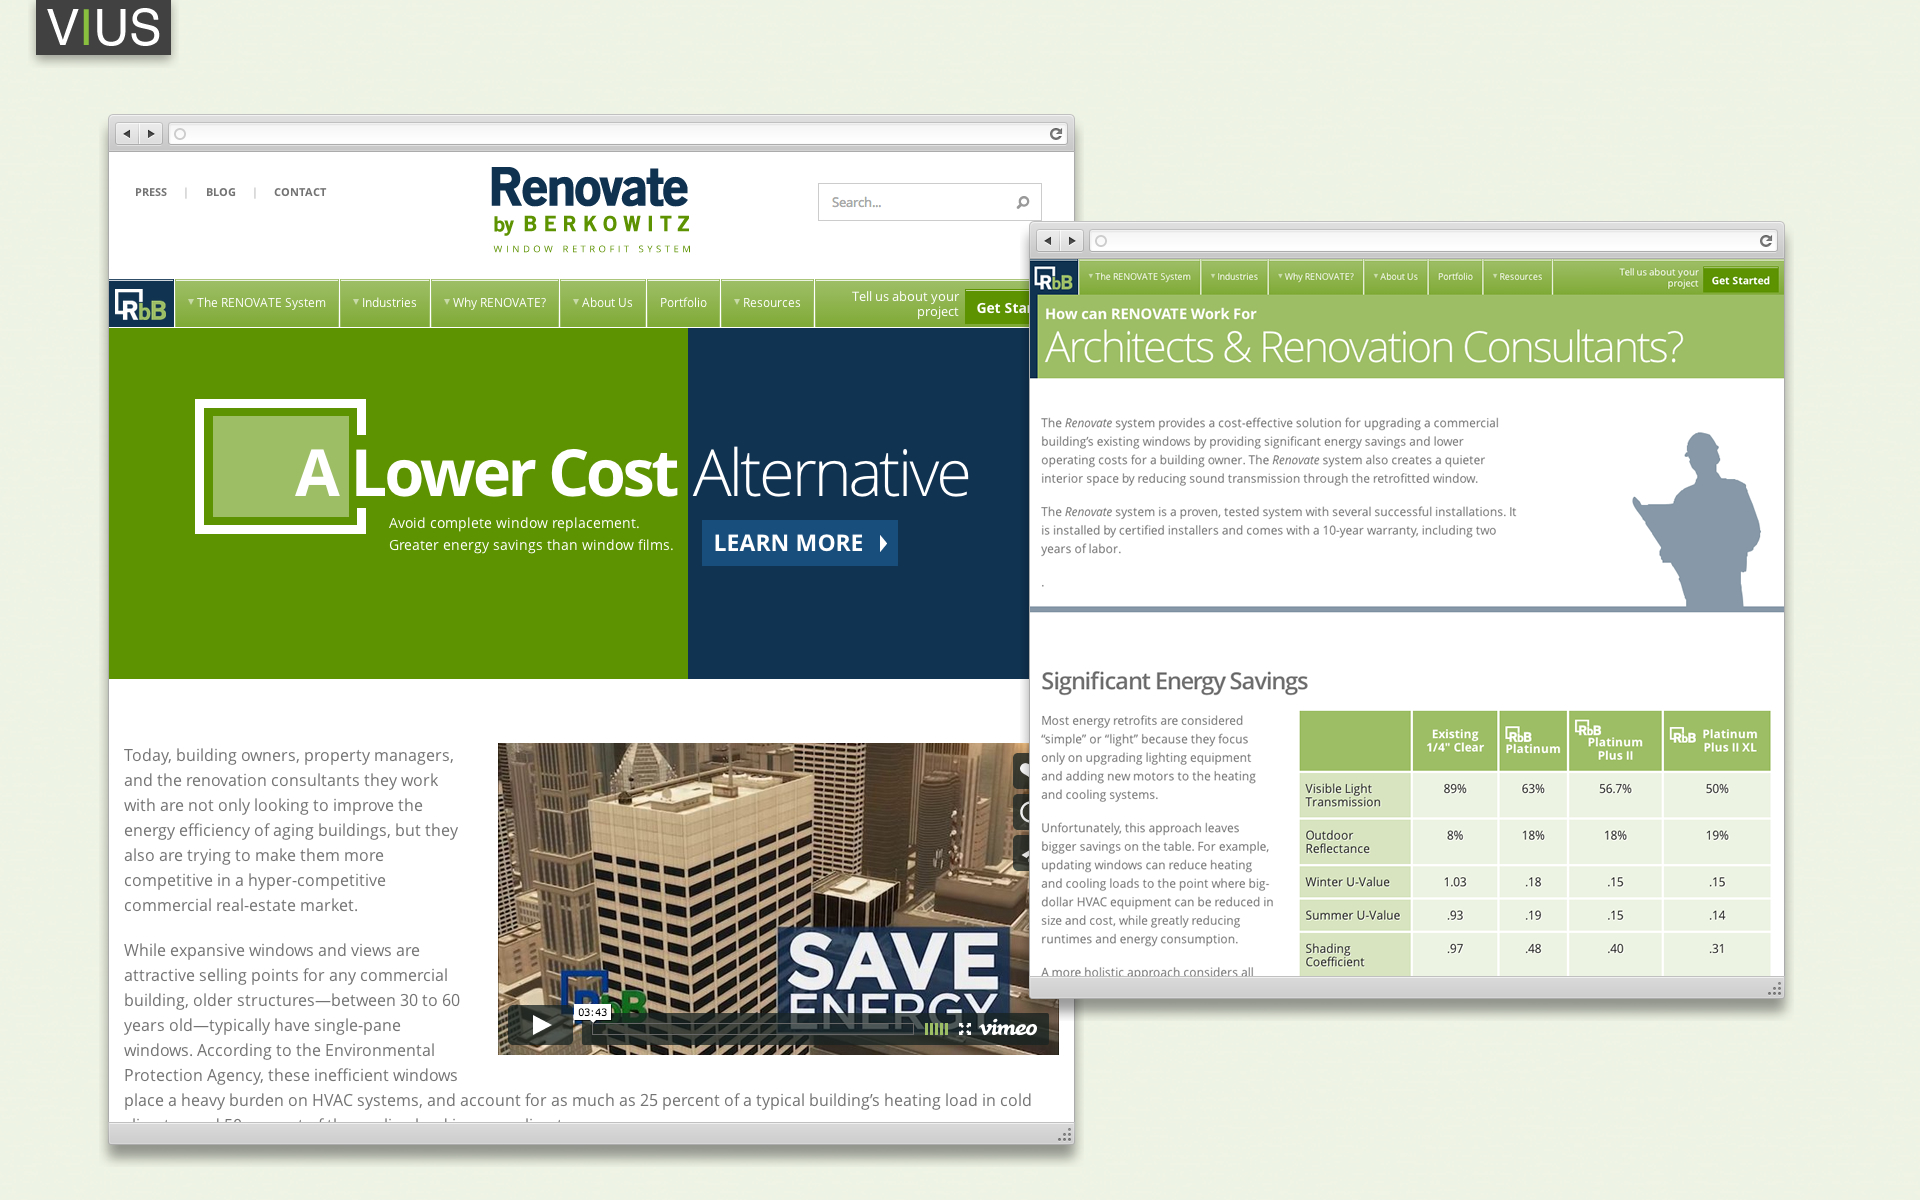 VIUS
PRESS | BLOG | CONTACT
Renovate
by BERKOWITZ
WINDOW RETROFIT SYSTEM
Search...
RbB
The RENOVATE System
Industries
Why RENOVATE?
About Us
Portfolio
Resources
Tell us about your
project
Get Star
A Lower Cost Alternative
Avoid complete window replacement.
Greater energy savings than window films.
LEARN MORE
Today, building owners, property managers,
and the renovation consultants they work
with are not only looking to improve the
energy efficiency of aging buildings, but they
also are trying to make them more
competitive in a hyper-competitive
commercial real-estate market.
While expansive windows and views are
attractive selling points for any commercial
building, older structures—between 30 to 60
years old—typically have single-pane
windows. According to the Environmental
Protection Agency, these inefficient windows
place a heavy burden on HVAC systems, and account for as much as 25 percent of a typical building's heating load in cold
SAVE
ENERGY
RbB
03:43
vimeo
RbB
The RENOVATE System
Industries
Why RENOVATE?
About Us
Portfolio
Resources
Tell us about your
project
Get Started
How can RENOVATE Work For
Architects & Renovation Consultants?
The Renovate system provides a cost-effective solution for upgrading a commercial
building's existing windows by providing significant energy savings and lower
operating costs for a building owner. The Renovate system also creates a quieter
interior space by reducing sound transmission through the retrofitted window.
The Renovate system is a proven, tested system with several successful installations. It
is installed by certified installers and comes with a 10-year warranty, including two
years of labor.
.
Significant Energy Savings
Most energy retrofits are considered
“simple” or “light” because they focus
only on upgrading lighting equipment
and adding new motors to the heating
and cooling systems.
Unfortunately, this approach leaves
bigger savings on the table. For example,
updating windows can reduce heating
and cooling loads to the point where big-
dollar HVAC equipment can be reduced in
size and cost, while greatly reducing
runtimes and energy consumption.
A more holistic approach considers all
Existing
1/4" Clear
RbB
Platinum
RbB
Platinum
Plus II
RbB Platinum
Plus II XL
Visible Light
Transmission
89% 63% 56.7% 50%
Outdoor
Reflectance
8% 18% 18% 19%
Winter U-Value 1.03 .18 .15 .15
Summer U-Value .93 .19 .15 .14
Shading
Coefficient
.97 .48 .40 .31